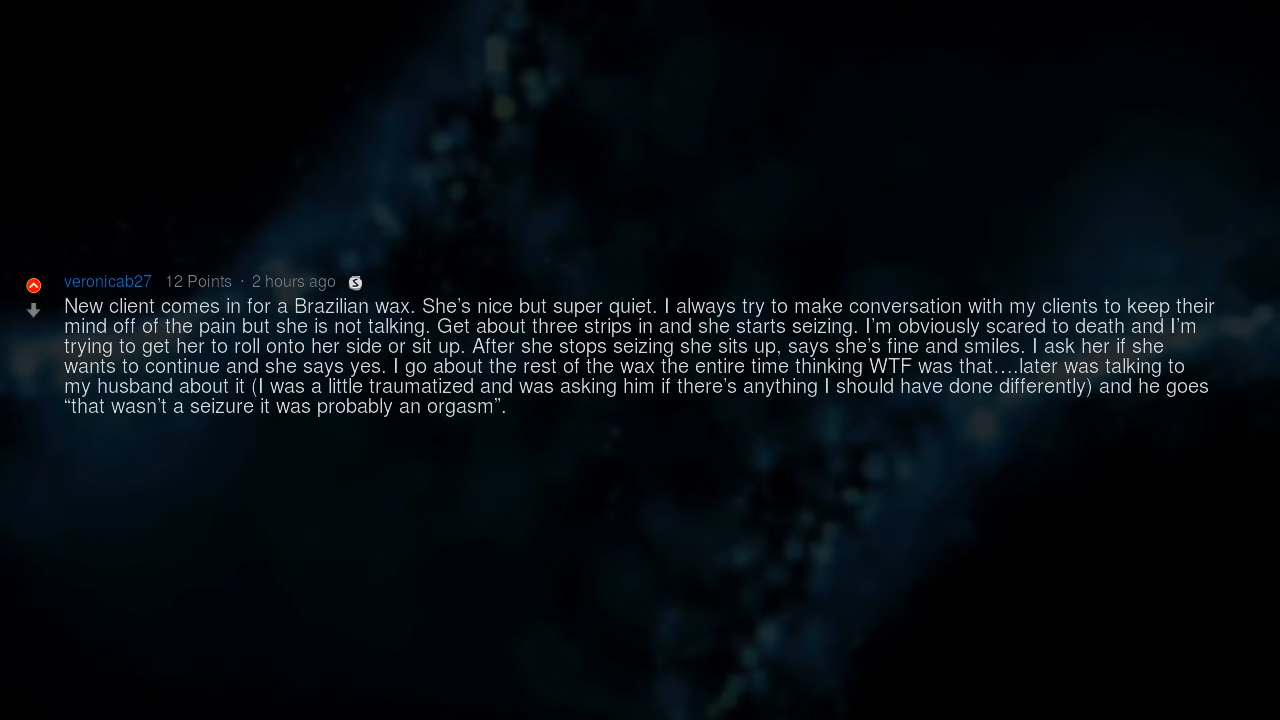 veronicab27 12 Points · 2 hours ago
New client comes in for a Brazilian wax. She’s nice but super quiet. I always try to make conversation with my clients to keep their
mind off of the pain but she is not talking. Get about three strips in and she starts seizing. I’m obviously scared to death and I’m
trying to get her to roll onto her side or sit up. After she stops seizing she sits up, says she’s fine and smiles. I ask her if she
wants to continue and she says yes. I go about the rest of the wax the entire time thinking WTF was that….later was talking to
my husband about it (I was a little traumatized and was asking him if there’s anything I should have done differently) and he goes
“that wasn’t a seizure it was probably an orgasm”.